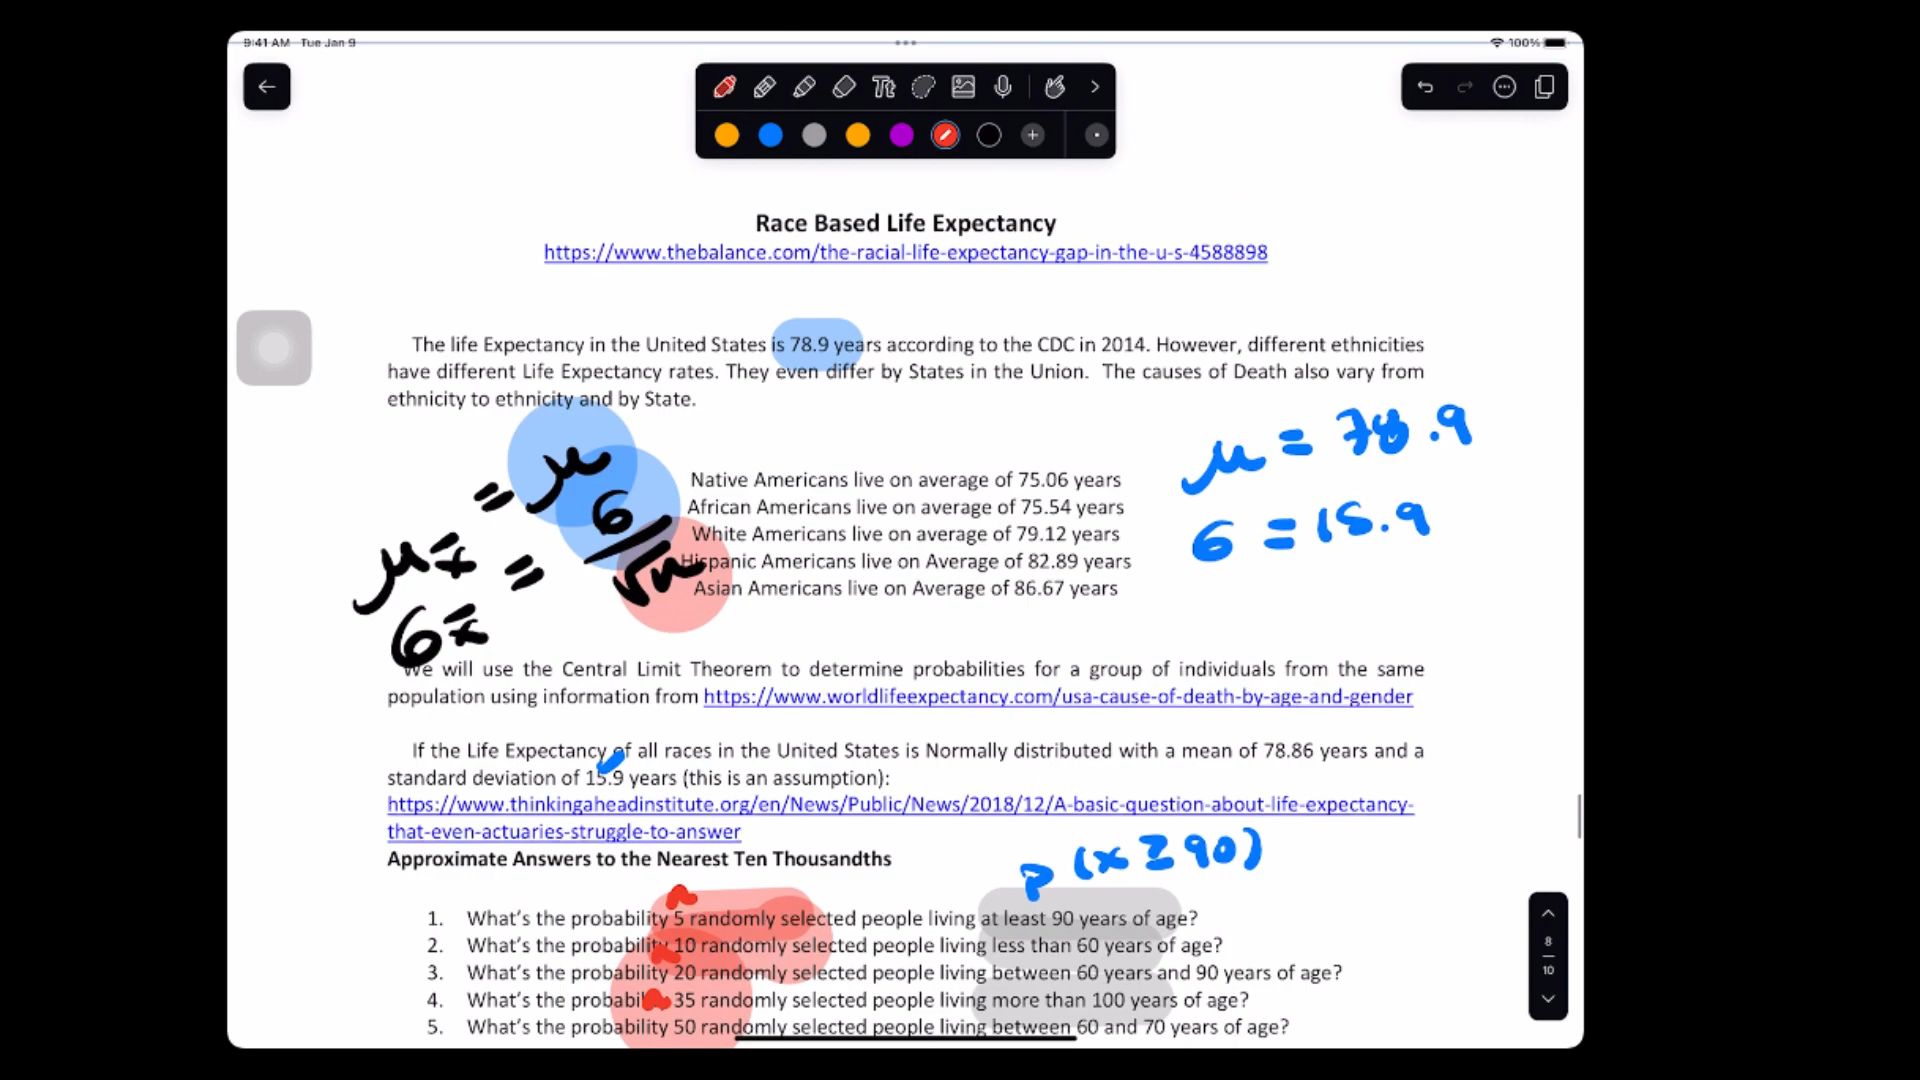 9:41 AM Tue Jan 9
100%
Tt
Race Based Life Expectancy
https://www.thebalance.com/the-racial-life-expectancy-gap-in-the-u-s-4588898
The life Expectancy in the United States is 78.9 years according to the CDC in 2014. However, different ethnicities
have different Life Expectancy rates. They even differ by States in the Union. The causes of Death also vary from
ethnicity to ethnicity and by State.
μ = 78.9
σ = 15.9
μx̄ = μ
σx̄ = σ/√n
Native Americans live on average of 75.06 years
African Americans live on average of 75.54 years
White Americans live on average of 79.12 years
Hispanic Americans live on Average of 82.89 years
Asian Americans live on Average of 86.67 years
We will use the Central Limit Theorem to determine probabilities for a group of individuals from the same
population using information from https://www.worldlifeexpectancy.com/usa-cause-of-death-by-age-and-gender
If the Life Expectancy of all races in the United States is Normally distributed with a mean of 78.86 years and a
standard deviation of 15.9 years (this is an assumption):
https://www.thinkingaheadinstitute.org/en/News/Public/News/2018/12/A-basic-question-about-life-expectancy-
that-even-actuaries-struggle-to-answer
Approximate Answers to the Nearest Ten Thousandths
P(x ≥ 90)
1. What's the probability 5 randomly selected people living at least 90 years of age?
2. What's the probability 10 randomly selected people living less than 60 years of age?
3. What's the probability 20 randomly selected people living between 60 years and 90 years of age?
4. What's the probability 35 randomly selected people living more than 100 years of age?
5. What's the probability 50 randomly selected people living between 60 and 70 years of age?
8
10